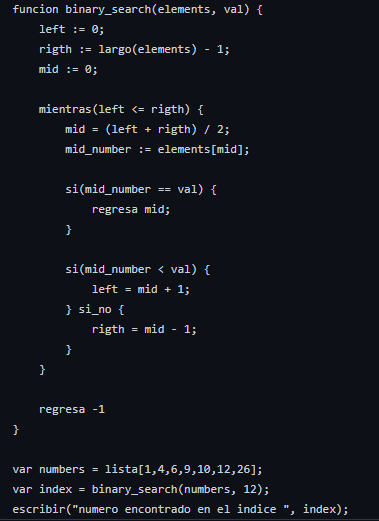 funcion binary_search(elements, val) {
    left := 0;
    rigth := largo(elements) - 1;
    mid := 0;

    mientras(left <= rigth) {
        mid = (left + rigth) / 2;
        mid_number := elements[mid];

        si(mid_number == val) {
            regresa mid;
        }

        si(mid_number < val) {
            left = mid + 1;
        } si_no {
            rigth = mid - 1;
        }
    }

    regresa -1
}

var numbers = lista[1,4,6,9,10,12,26];
var index = binary_search(numbers, 12);
escribir("numero encontrado en el indice ", index);